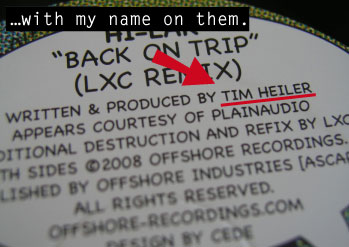 …with my name on them.
"BACK ON TRIP"
(LXC REFIX)
WRITTEN & PRODUCED BY TIM HEILER
APPEARS COURTESY OF PLAINAUDIO
DITIONAL DESTRUCTION AND REFIX BY LXC
TH SIDES ©2008 OFFSHORE RECORDINGS.
LISHED BY OFFSHORE INDUSTRIES [ASCAP
ALL RIGHTS RESERVED.
OFFSHORE-RECORDINGS.COM
DESIGN BY CEDE